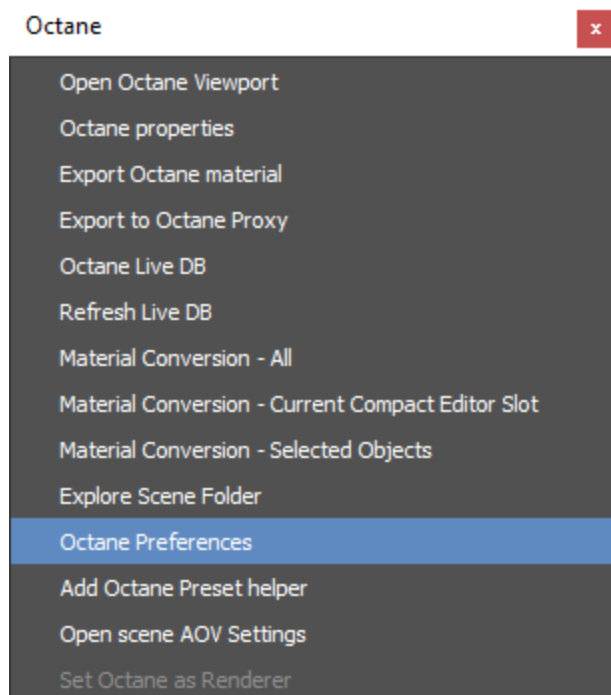 Octane
x
Open Octane Viewport
Octane properties
Export Octane material
Export to Octane Proxy
Octane Live DB
Refresh Live DB
Material Conversion - All
Material Conversion - Current Compact Editor Slot
Material Conversion - Selected Objects
Explore Scene Folder
Octane Preferences
Add Octane Preset helper
Open scene AOV Settings
Set Octane as Renderer